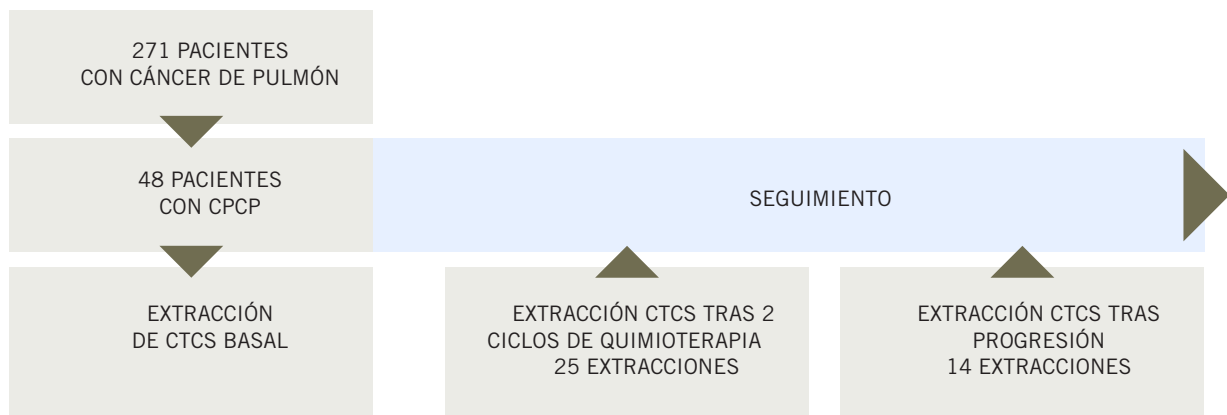 271 PACIENTES
CON CÁNCER DE PULMÓN
48 PACIENTES
CON CPCP
SEGUIMIENTO
EXTRACCIÓN
DE CTCS BASAL
EXTRACCIÓN CTCS TRAS 2
CICLOS DE QUIMIOTERAPIA
25 EXTRACCIONES
EXTRACCIÓN CTCS TRAS
PROGRESIÓN
14 EXTRACCIONES